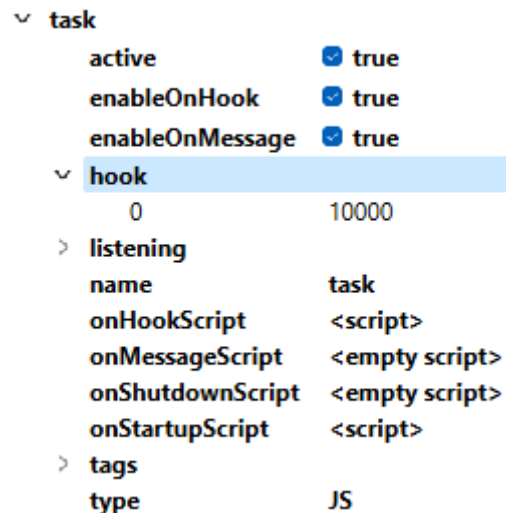 task
active true
enableOnHook true
enableOnMessage true
hook
0 10000
listening
name task
onHookScript <script>
onMessageScript <empty script>
onShutdownScript <empty script>
onStartupScript <script>
tags
type JS